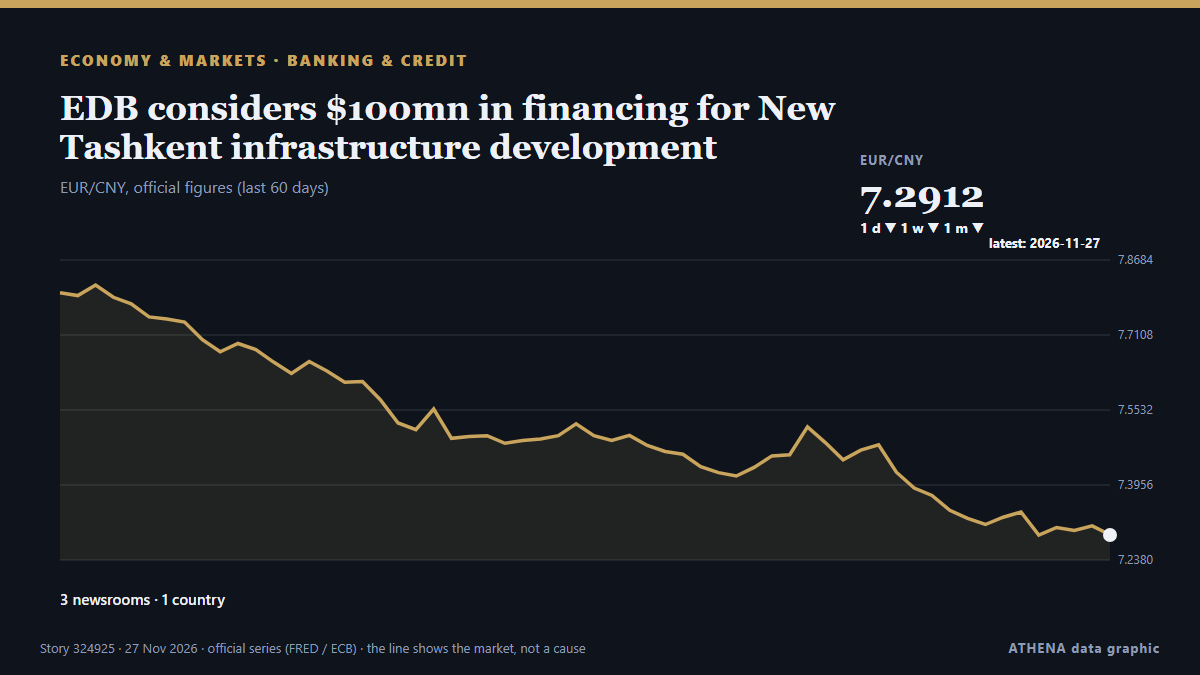 ECONOMY & MARKETS · BANKING & CREDIT
EDB considers $100mn in financing for New
Tashkent infrastructure development
EUR/CNY, official figures (last 60 days)
EUR/CNY
7.2912
1 d ▼ 1 w ▼ 1 m ▼
latest: 2026-11-27
7.8684
7.7108
7.5532
7.3956
7.2380
3 newsrooms · 1 country
Story 324925 · 27 Nov 2026 · official series (FRED / ECB) · the line shows the market, not a cause
ATHENA data graphic